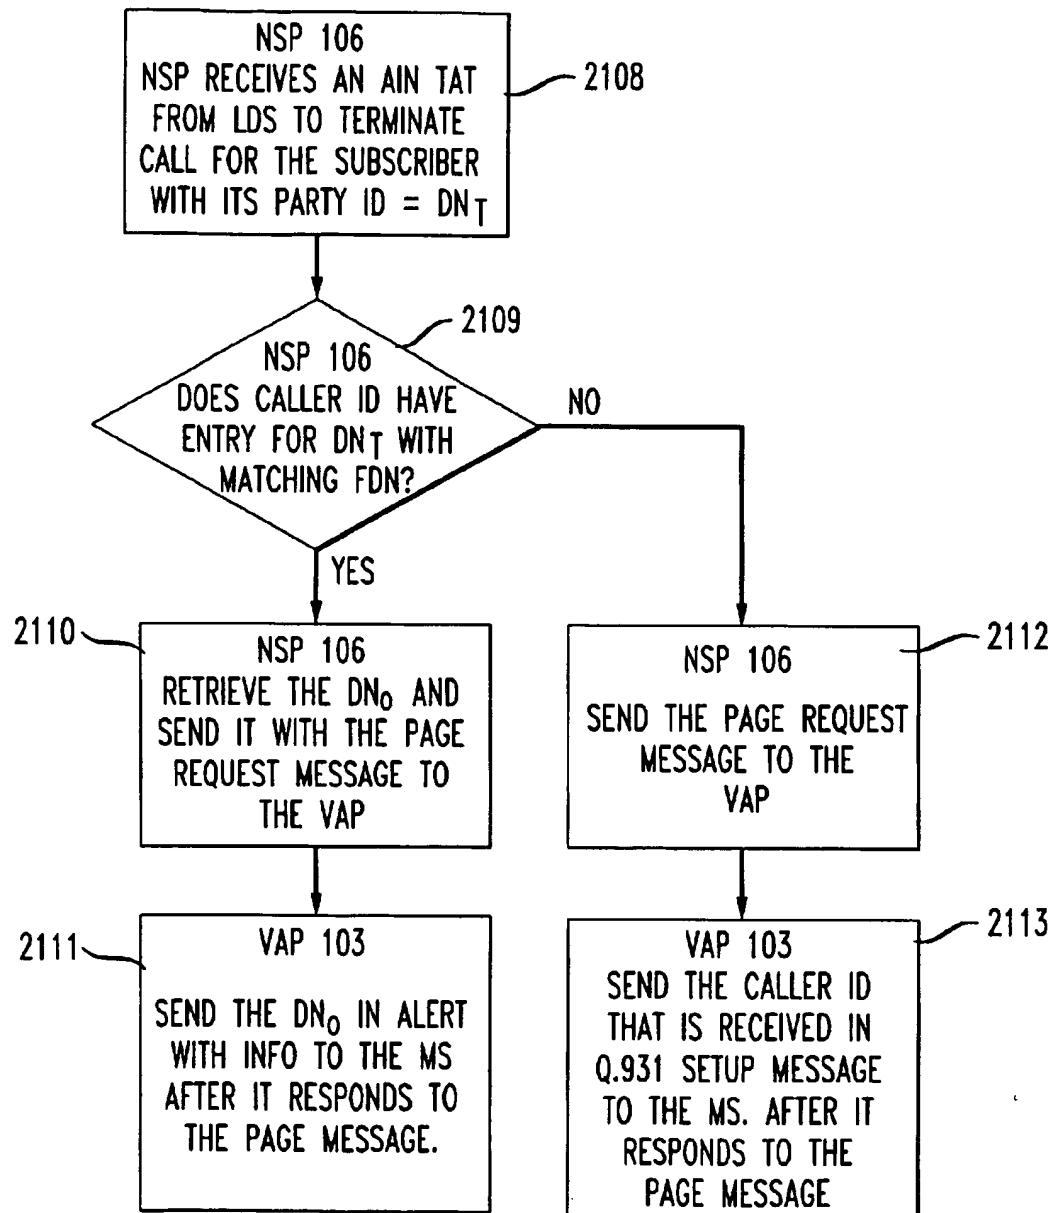 NSP 106
NSP RECEIVES AN AIN TAT
FROM LDS TO TERMINATE
CALL FOR THE SUBSCRIBER
WITH ITS PARTY ID = DNT
2108
2109
NSP 106
DOES CALLER ID HAVE
ENTRY FOR DNT WITH
MATCHING FDN?
NO
YES
2110
NSP 106
RETRIEVE THE DNO AND
SEND IT WITH THE PAGE
REQUEST MESSAGE TO
THE VAP
2112
NSP 106
SEND THE PAGE REQUEST
MESSAGE TO THE
VAP
2111
VAP 103
SEND THE DNO IN ALERT
WITH INFO TO THE MS
AFTER IT RESPONDS TO
THE PAGE MESSAGE.
2113
VAP 103
SEND THE CALLER ID
THAT IS RECEIVED IN
Q.931 SETUP MESSAGE
TO THE MS. AFTER IT
RESPONDS TO THE
PAGE MESSAGE